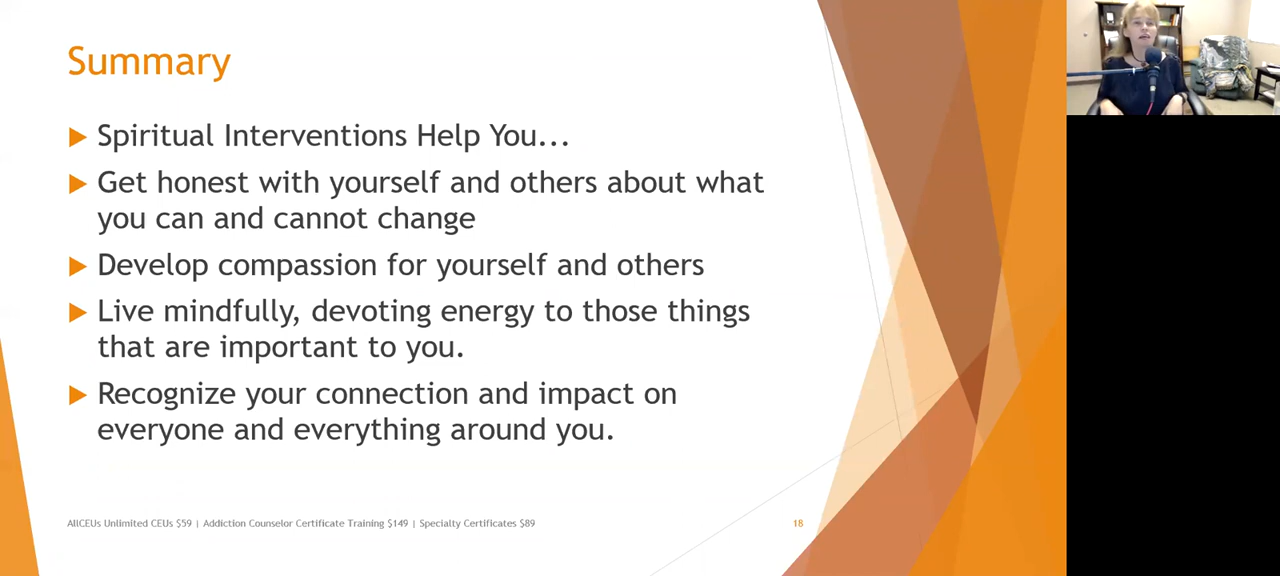 Summary
Spiritual Interventions Help You...
Get honest with yourself and others about what
you can and cannot change
Develop compassion for yourself and others
Live mindfully, devoting energy to those things
that are important to you.
Recognize your connection and impact on
everyone and everything around you.
AllCEUs Unlimited CEUs $59 | Addiction Counselor Certificate Training $149 | Specialty Certificates $89
18